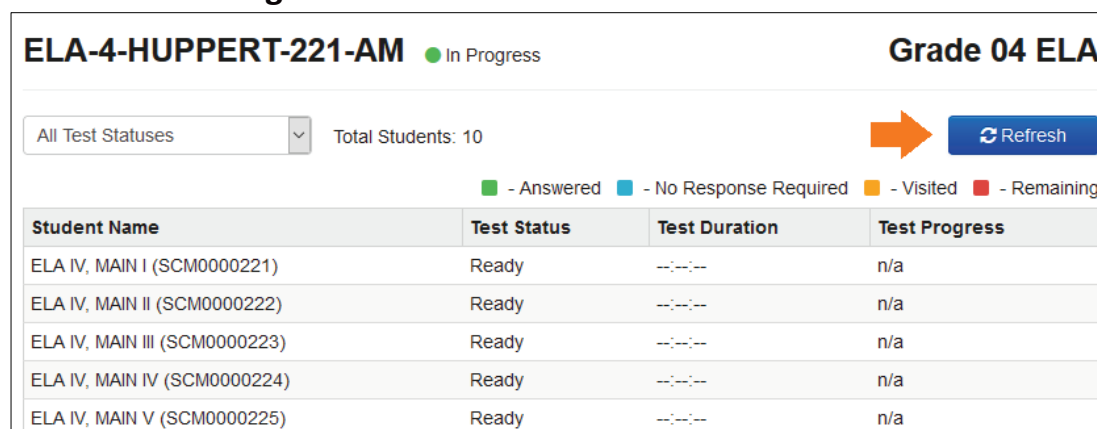 ELA-4-HUPPERT-221-AM In Progress Grade 04 ELA
All Test Statuses Total Students: 10 Refresh
- Answered - No Response Required - Visited - Remaining
Student Name Test Status Test Duration Test Progress
ELA IV, MAIN I (SCM0000221) Ready --:--:-- n/a
ELA IV, MAIN II (SCM0000222) Ready --:--:-- n/a
ELA IV, MAIN III (SCM0000223) Ready --:--:-- n/a
ELA IV, MAIN IV (SCM0000224) Ready --:--:-- n/a
ELA IV, MAIN V (SCM0000225) Ready --:--:-- n/a